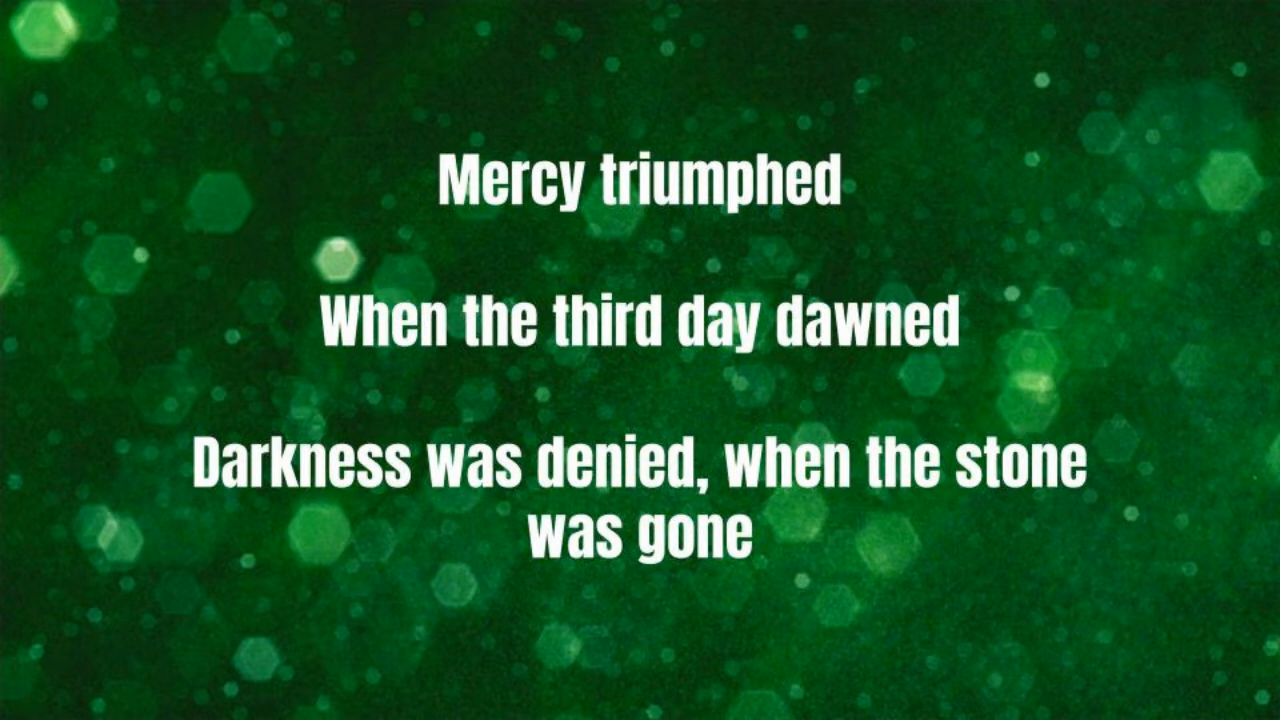 Mercy triumphed
When the third day dawned
Darkness was denied, when the stone
was gone